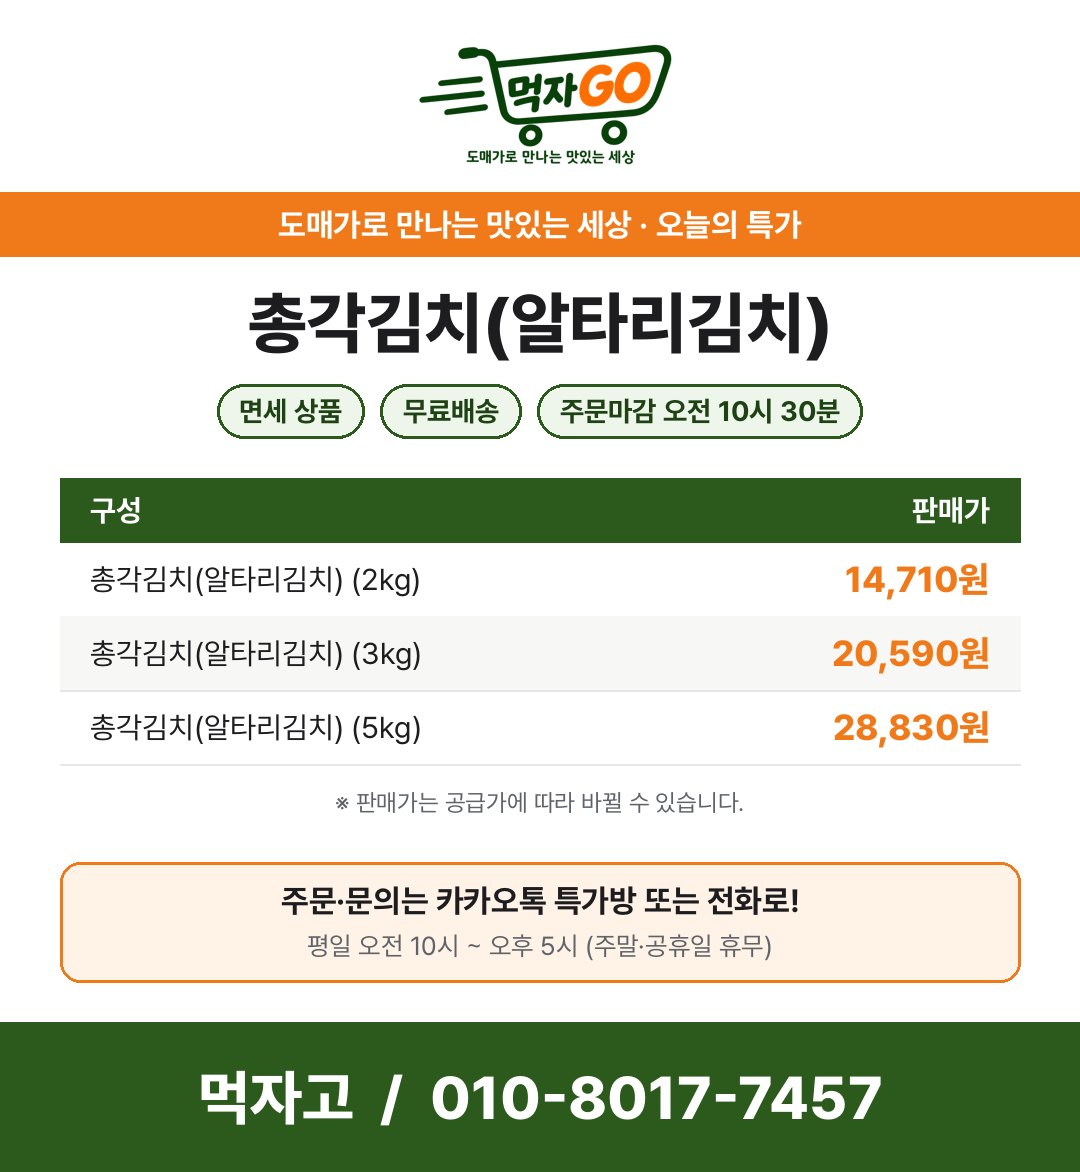 먹자GO
도매가로 만나는 맛있는 세상
도매가로 만나는 맛있는 세상 · 오늘의 특가
총각김치(알타리김치)
면세 상품 무료배송 주문마감 오전 10시 30분
구성 판매가
총각김치(알타리김치) (2kg) 14,710원
총각김치(알타리김치) (3kg) 20,590원
총각김치(알타리김치) (5kg) 28,830원
※ 판매가는 공급가에 따라 바뀔 수 있습니다.
주문·문의는 카카오톡 특가방 또는 전화로!
평일 오전 10시 ~ 오후 5시 (주말·공휴일 휴무)
먹자고 / 010-8017-7457